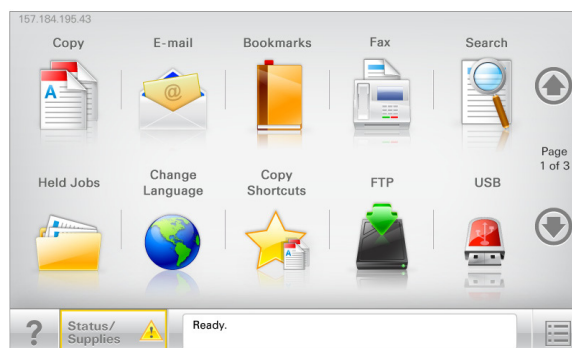 157.184.195.43
Copy
E-mail
Bookmarks
Fax
Search
A
@
Page
1 of 3
Held Jobs
Change
Language
Copy
Shortcuts
FTP
USB
A
?
Status/
Supplies
!
Ready.